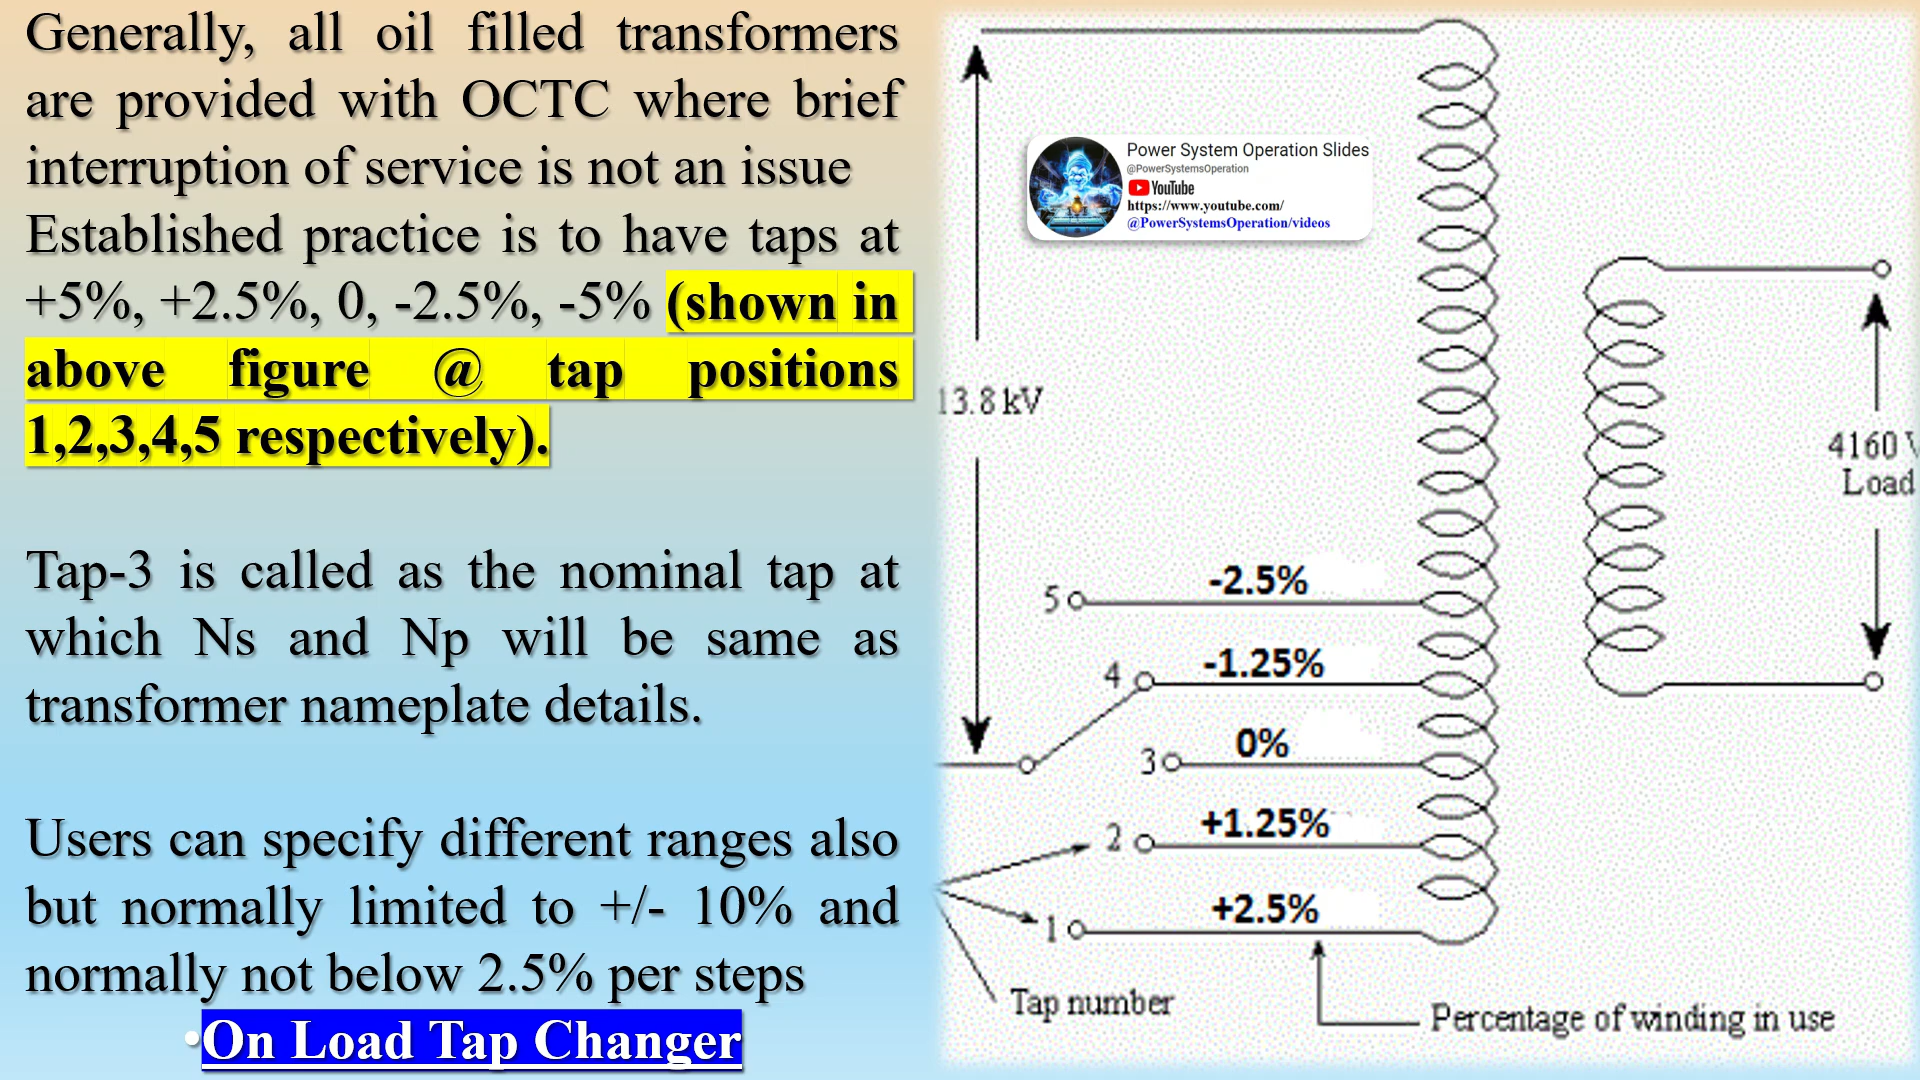 Generally, all oil filled transformers
are provided with OCTC where brief
interruption of service is not an issue
Established practice is to have taps at
+5%, +2.5%, 0, -2.5%, -5% (shown in
above figure @ tap positions
1,2,3,4,5 respectively).
Tap-3 is called as the nominal tap at
which Ns and Np will be same as
transformer nameplate details.
Users can specify different ranges also
but normally limited to +/- 10% and
normally not below 2.5% per steps
•On Load Tap Changer
Power System Operation Slides
@PowerSystemsOperation
YouTube
https://www.youtube.com/
@PowerSystemsOperation/videos
13.8 kV
4160 V
Load
5
-2.5%
4
-1.25%
3
0%
2
+1.25%
1
+2.5%
Tap number
Percentage of winding in use